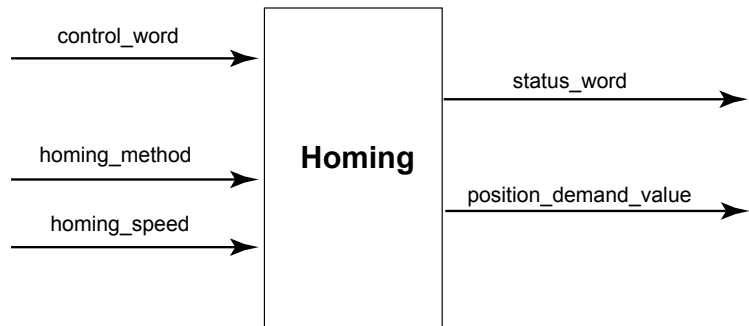 control_word
homing_method
homing_speed
Homing
status_word
position_demand_value